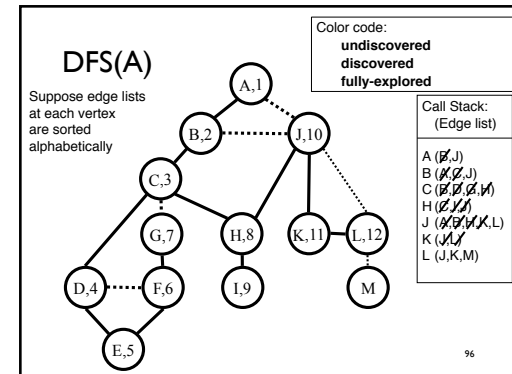 DFS(A)
Suppose edge lists
at each vertex
are sorted
alphabetically
Color code:
undiscovered
discovered
fully-explored
Call Stack:
(Edge list)
A (B,J)
B (A,C,J)
C (B,D,G,H)
H (C,I,J)
J (A,B,H,K,L)
K (J,L)
L (J,K,M)
A,1
B,2
J,10
C,3
G,7
H,8
K,11
L,12
D,4
F,6
I,9
M
E,5
96